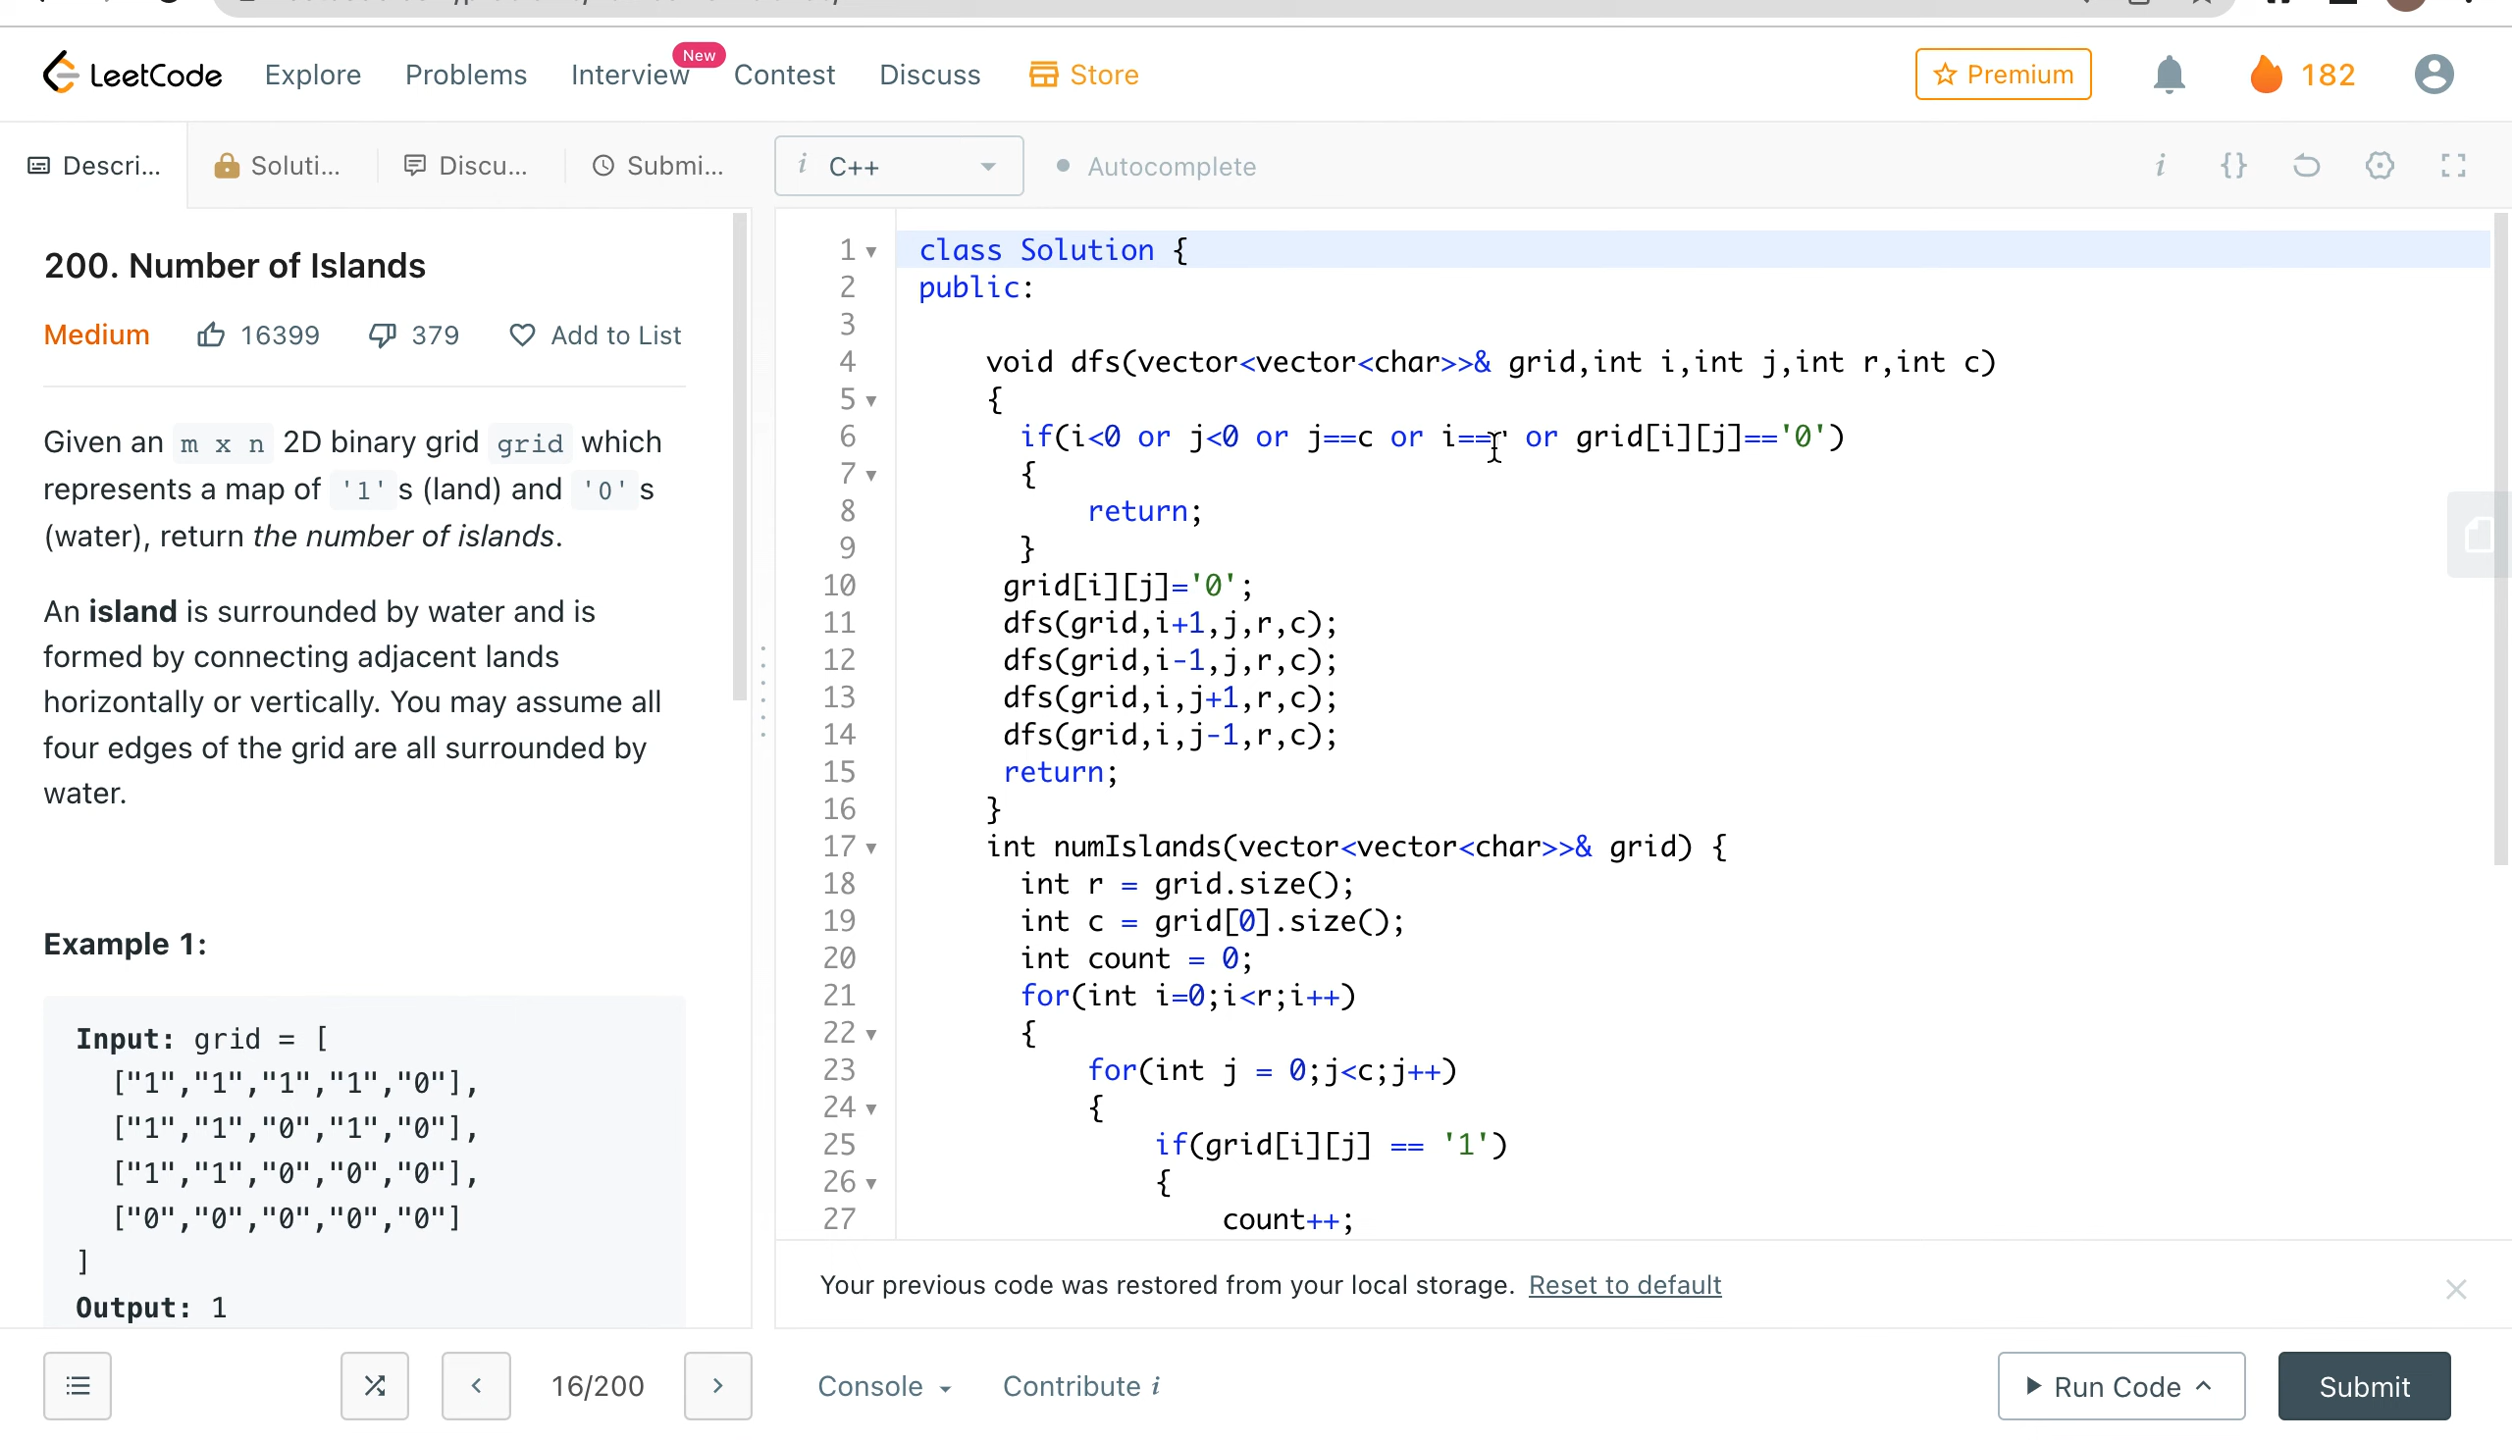 LeetCode Explore Problems Interview New Contest Discuss Store Premium 182
Descri... Soluti... Discu... Submi... i C++ Autocomplete i {}
200. Number of Islands
Medium 16399 379 Add to List
Given an m x n 2D binary grid grid which
represents a map of '1' s (land) and '0' s
(water), return the number of islands.
An island is surrounded by water and is
formed by connecting adjacent lands
horizontally or vertically. You may assume all
four edges of the grid are all surrounded by
water.
Example 1:
Input: grid = [
["1","1","1","1","0"],
["1","1","0","1","0"],
["1","1","0","0","0"],
["0","0","0","0","0"]
]
Output: 1
1 class Solution {
2 public:
3
4 void dfs(vector<vector<char>>& grid,int i,int j,int r,int c)
5 {
6 if(i<0 or j<0 or j==c or i==r or grid[i][j]=='0')
7 {
8 return;
9 }
10 grid[i][j]='0';
11 dfs(grid,i+1,j,r,c);
12 dfs(grid,i-1,j,r,c);
13 dfs(grid,i,j+1,r,c);
14 dfs(grid,i,j-1,r,c);
15 return;
16 }
17 int numIslands(vector<vector<char>>& grid) {
18 int r = grid.size();
19 int c = grid[0].size();
20 int count = 0;
21 for(int i=0;i<r;i++)
22 {
23 for(int j = 0;j<c;j++)
24 {
25 if(grid[i][j] == '1')
26 {
27 count++;
Your previous code was restored from your local storage. Reset to default
16/200 Console Contribute i Run Code Submit